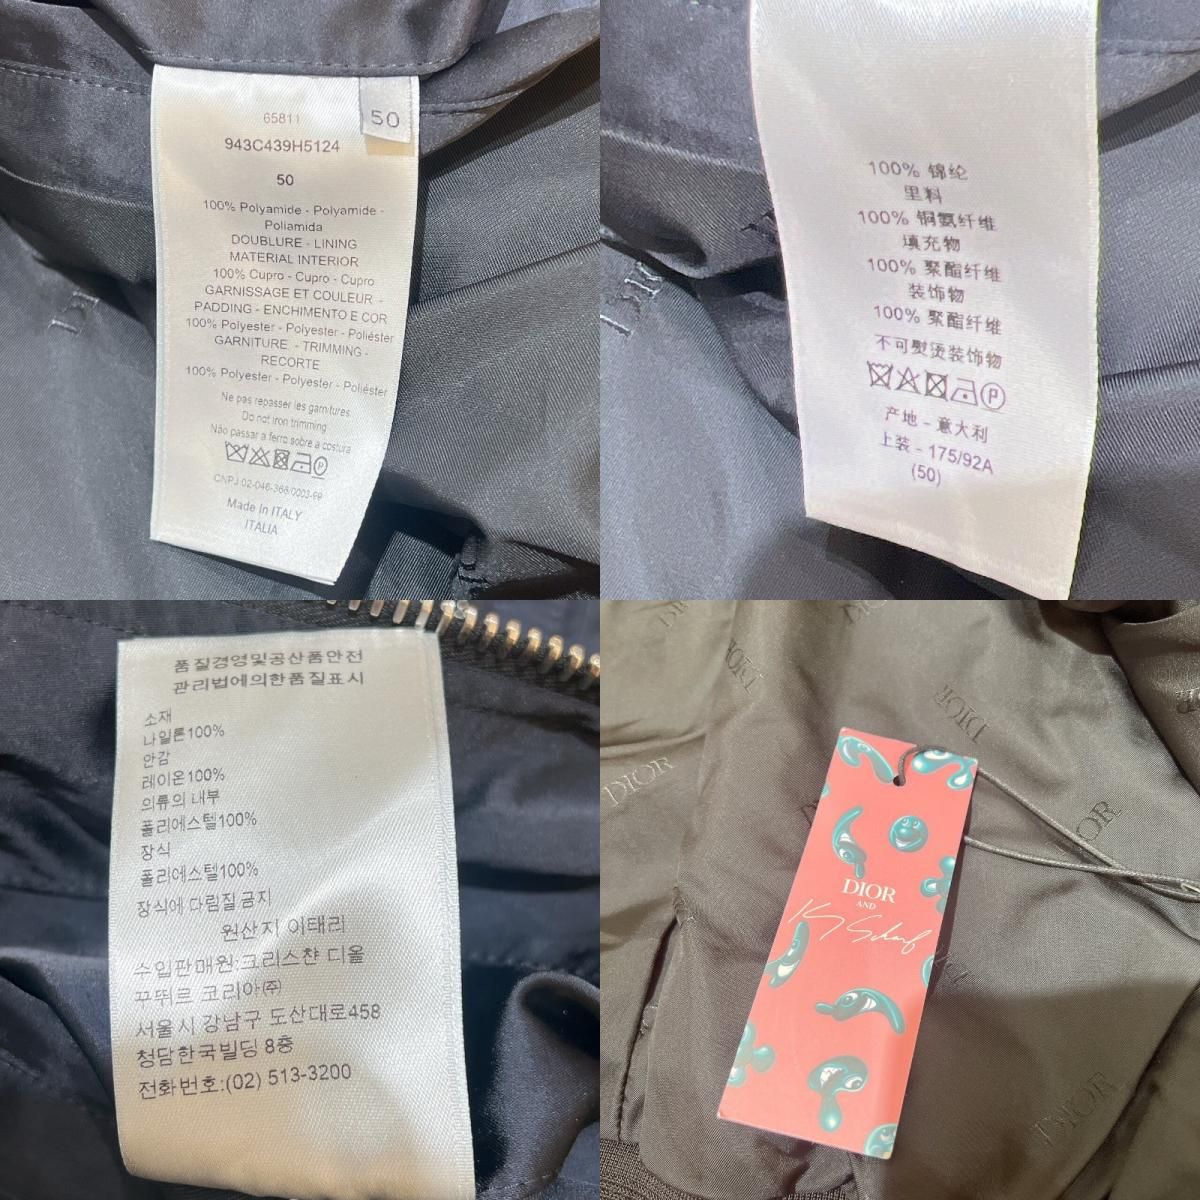 65811
50
943C439H5124
50
100% Polyamide - Polyamide -
Poliamida
DOUBLURE - LINING
MATERIAL INTERIOR
100% Cupro - Cupro - Cupro
GARNISSAGE ET COULEUR -
PADDING - ENCHIMENTO E COR
100% Polyester - Polyester - Poliéster
GARNITURE - TRIMMING -
RECORTE
100% Polyester - Polyester - Poliéster
Ne pas repasser les garnitures
Do not iron trimming
Não passar a ferro sobre a costura
CNPJ 02-046-366/0003-99
Made in ITALY
ITALIA
100% 锦纶
里料
100% 铜氨纤维
填充物
100% 聚酯纤维
装饰物
100% 聚酯纤维
不可熨烫装饰物
P
产地 - 意大利
上装 - 175/92A
(50)
품질경영및공산품안전
관리법에의한품질표시
소재
나일론100%
안감
레이온100%
의류의 내부
폴리에스텔100%
장식
폴리에스텔100%
장식에 다림질 금지
원산지 이태리
수입판매원:크리스챤 디올
꾸뛰르 코리아㈜
서울시 강남구 도산대로458
청담한국빌딩 8층
전화번호:(02) 513-3200
DIOR
DIOR
DIOR
DIOR
DIOR
AND
Kenny Scharf
DIOR